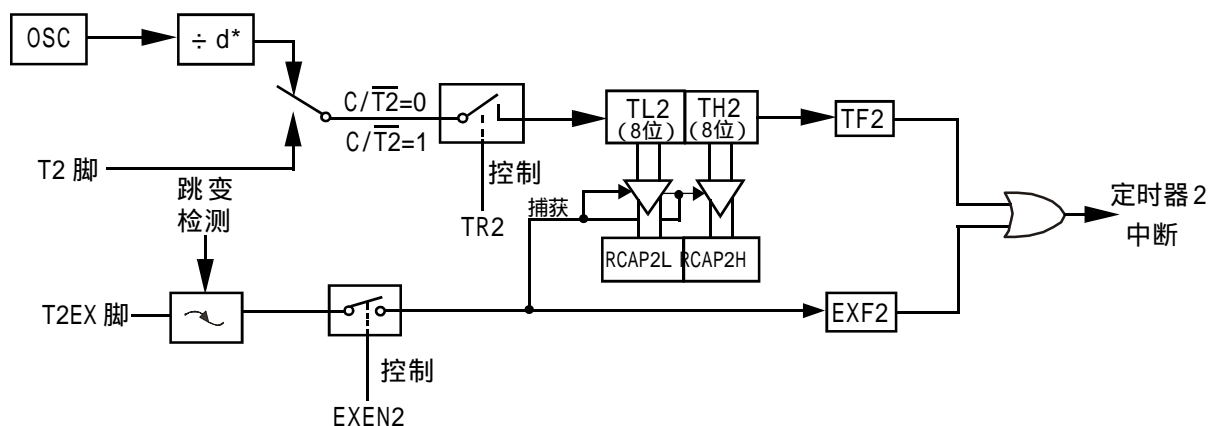 OSC
÷ d*
C/T2=0
C/T2=1
T2 脚
TL2
(8位)
TH2
(8位)
TF2
控制
TR2
跳变
检测
捕获
RCAP2L
RCAP2H
定时器2
中断
T2EX 脚
EXF2
控制
EXEN2